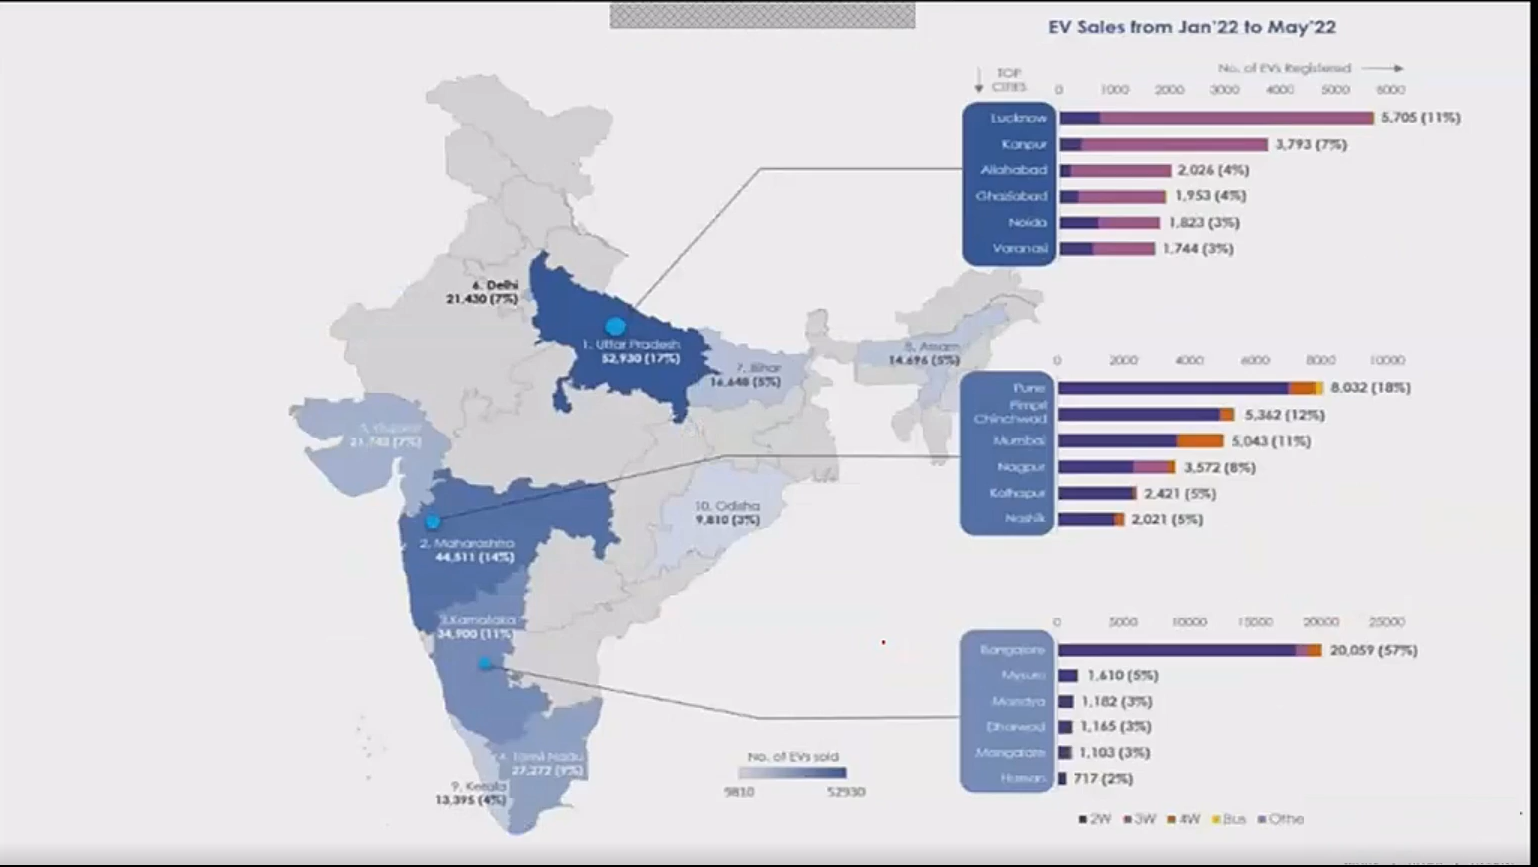 EV Sales from Jan'22 to May'22
TOP CITIES
No. of EVs Registered
0 1000 2000 3000 4000 5000 6000
Lucknow 5,705 (11%)
Kanpur 3,793 (7%)
Allahabad 2,026 (4%)
Ghaziabad 1,953 (4%)
Noida 1,823 (3%)
Varanasi 1,744 (3%)
6. Delhi
21,430 (7%)
1. Uttar Pradesh
52,930 (17%)
7. Bihar
16,648 (5%)
8. Assam
14,696 (5%)
5. Gujarat
(7%)
0 2000 4000 6000 8000 10000
Pune 8,032 (18%)
Pimpri
Chinchwad 5,362 (12%)
Mumbai 5,043 (11%)
Nagpur 3,572 (8%)
Kolhapur 2,421 (5%)
Nashik 2,021 (5%)
10. Odisha
9,810 (3%)
2. Maharashtra
44,511 (14%)
3.Karnataka
34,900 (11%)
0 5000 10000 15000 20000 25000
Bangalore 20,059 (57%)
Mysuru 1,610 (5%)
Mandya 1,182 (3%)
Dharwad 1,165 (3%)
Mangalore 1,103 (3%)
717 (2%)
4. Tamil Nadu
27,272 (9%)
9. Kerala
13,395 (4%)
No. of EVs sold
9810 52930
2W 3W 4W Bus Othe